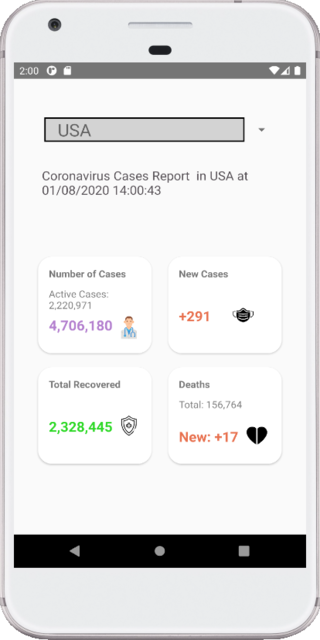 2:00
USA
Coronavirus Cases Report  in USA at
01/08/2020 14:00:43
Number of Cases
Active Cases:
2,220,971
4,706,180
New Cases
+291
Total Recovered
2,328,445
Deaths
Total: 156,764
New: +17